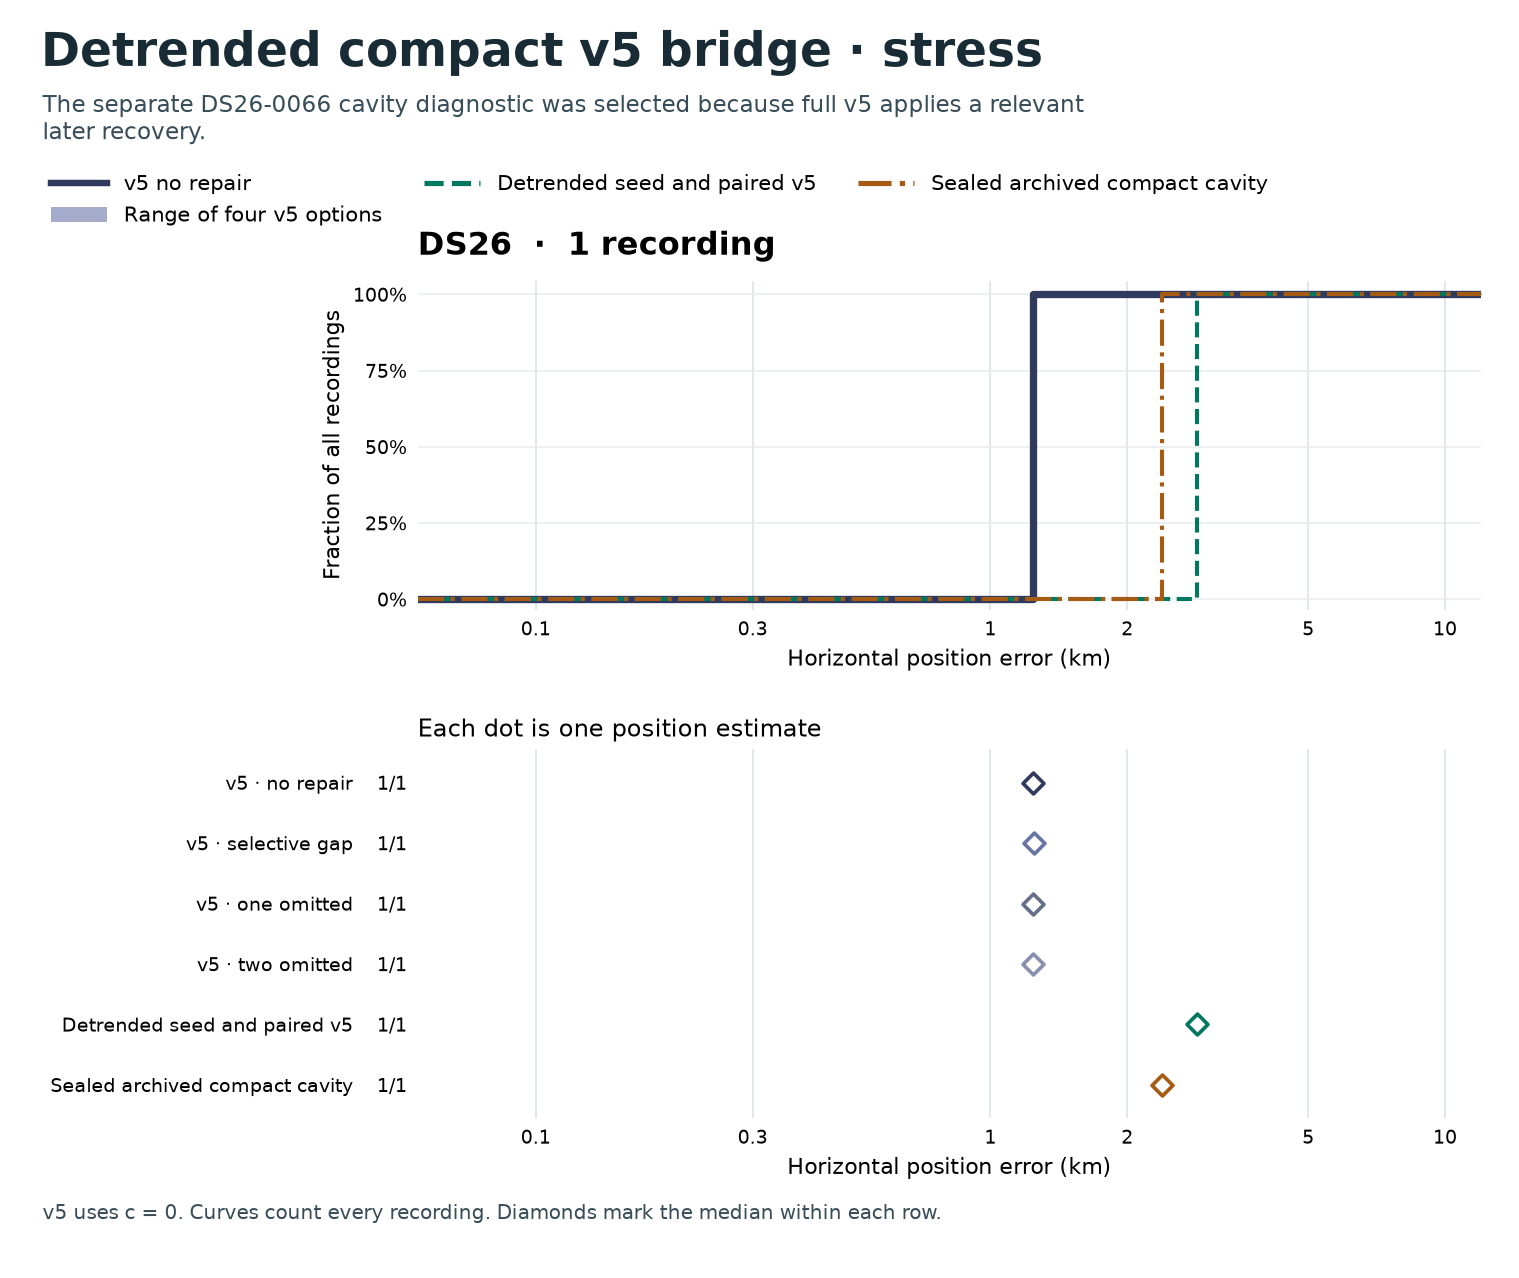 Detrended compact v5 bridge · stress
The separate DS26-0066 cavity diagnostic was selected because full v5 applies a relevant
later recovery.
v5 no repair
Detrended seed and paired v5
Sealed archived compact cavity
Range of four v5 options
DS26 · 1 recording
100%
75%
50%
25%
0%
Fraction of all recordings
0.1 0.3 1 2 5 10
Horizontal position error (km)
Each dot is one position estimate
v5 · no repair 1/1
v5 · selective gap 1/1
v5 · one omitted 1/1
v5 · two omitted 1/1
Detrended seed and paired v5 1/1
Sealed archived compact cavity 1/1
0.1 0.3 1 2 5 10
Horizontal position error (km)
v5 uses c = 0. Curves count every recording. Diamonds mark the median within each row.